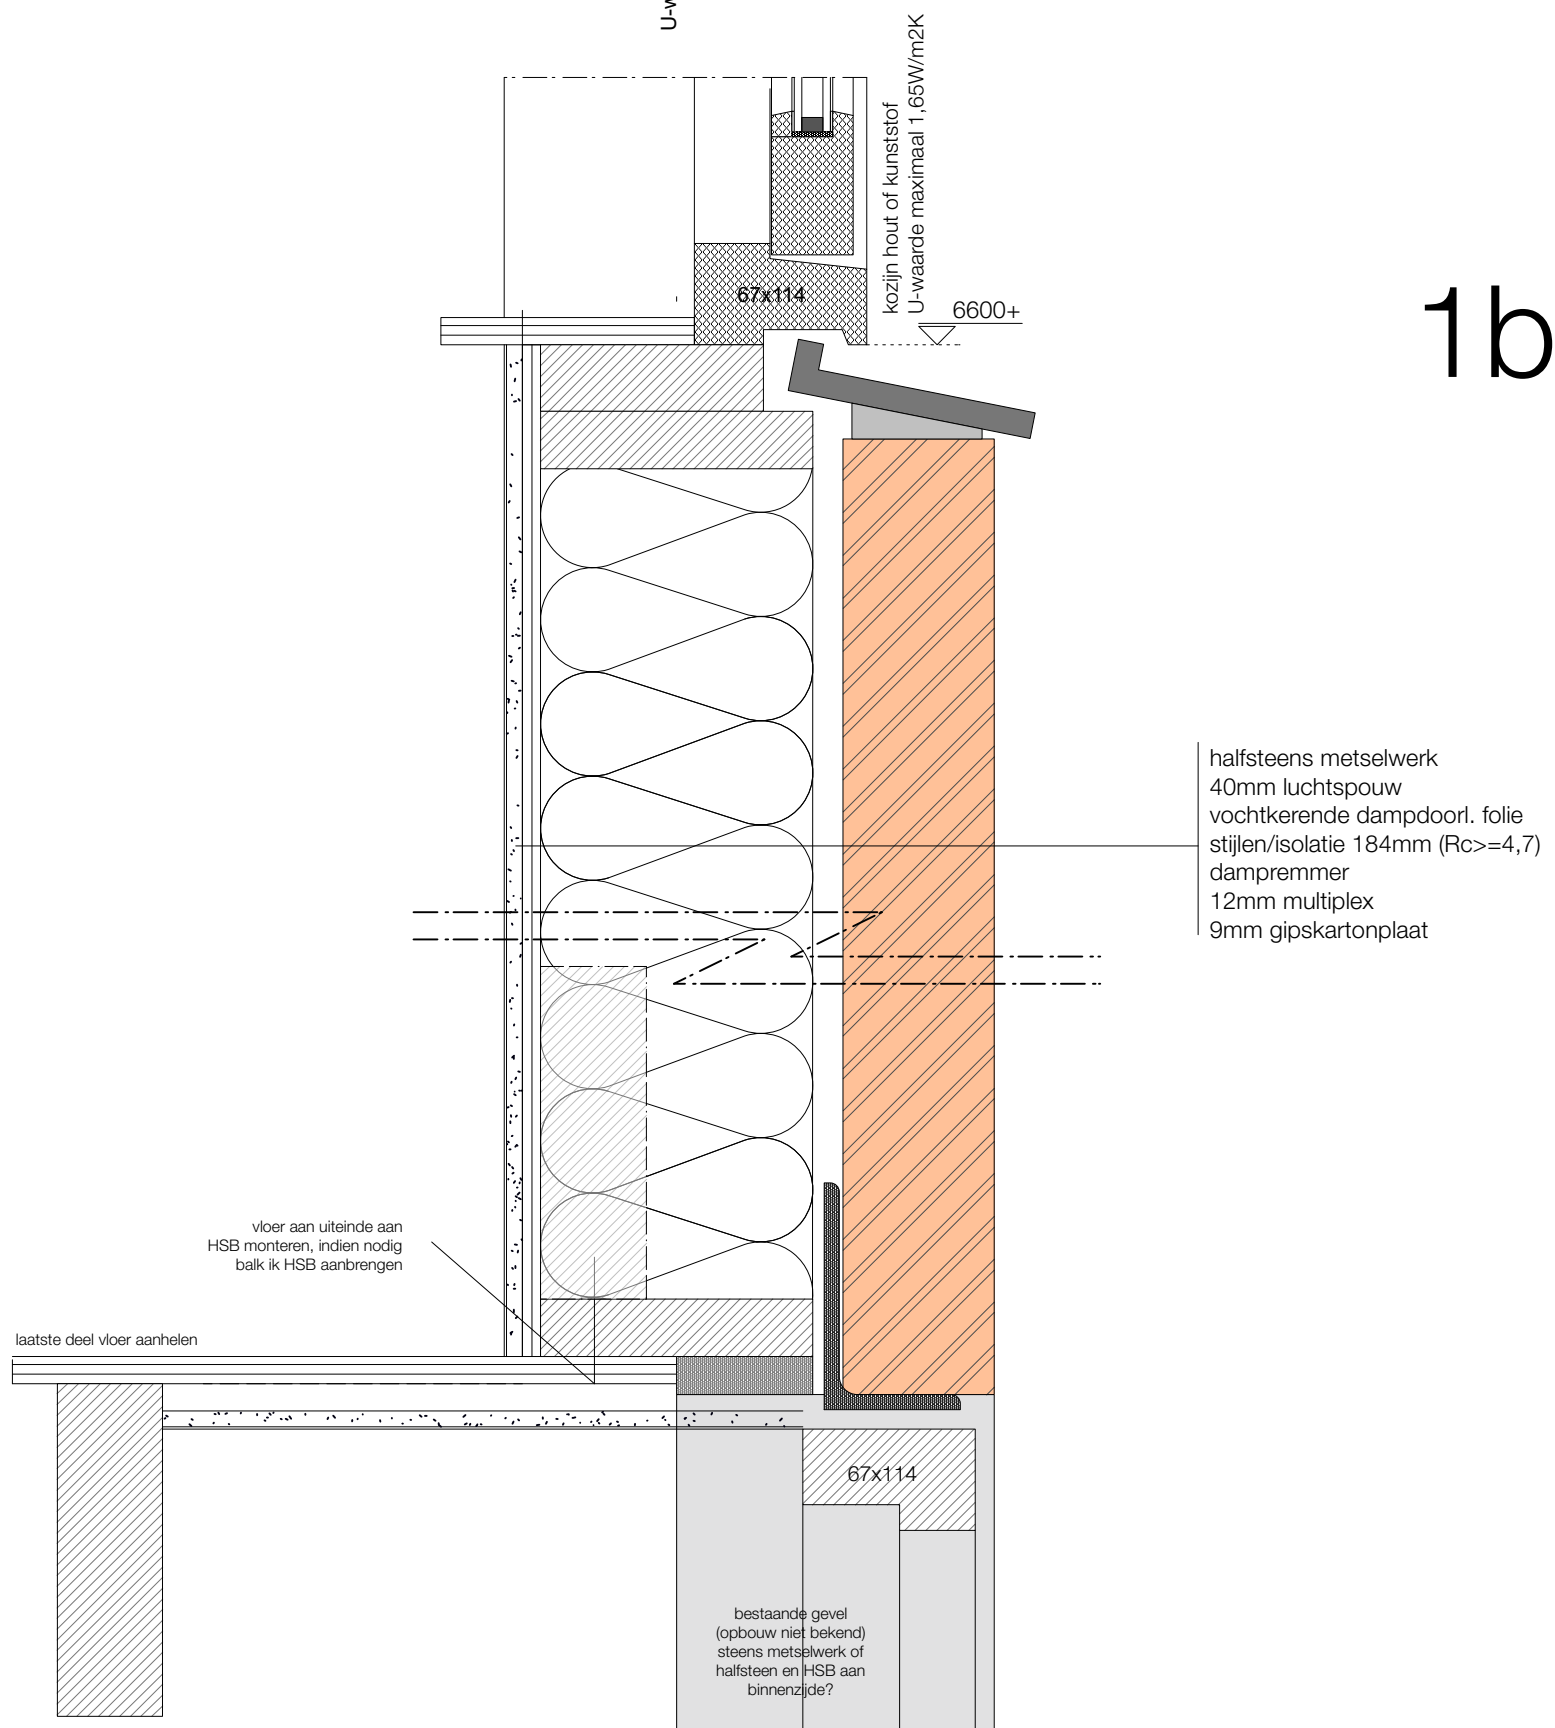 U-w
kozijn hout of kunststof
U-waarde maximaal 1,65W/m2K
67x114
6600+
1b
halfsteens metselwerk
40mm luchtspouw
vochtkerende dampdoorl. folie
stijlen/isolatie 184mm (Rc>=4,7)
dampremmer
12mm multiplex
9mm gipskartonplaat
vloer aan uiteinde aan
HSB monteren, indien nodig
balk ik HSB aanbrengen
laatste deel vloer aanhelen
67x114
bestaande gevel
(opbouw niet bekend)
steens metselwerk of
halfsteen en HSB aan
binnenzijde?